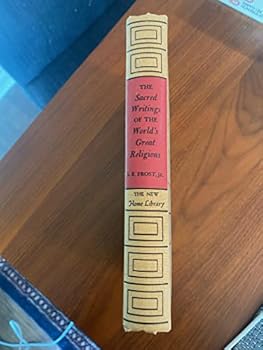 THE
Sacred
Writings
OF THE
World's
Great
Religions
S. E. FROST, JR.
THE NEW
Home Library